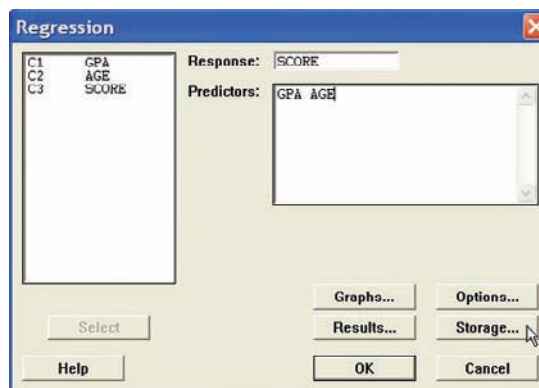 Regression
C1 GPA
C2 AGE
C3 SCORE
Response: SCORE
Predictors: GPA AGE
Graphs... Options...
Select Results... Storage...
Help OK Cancel